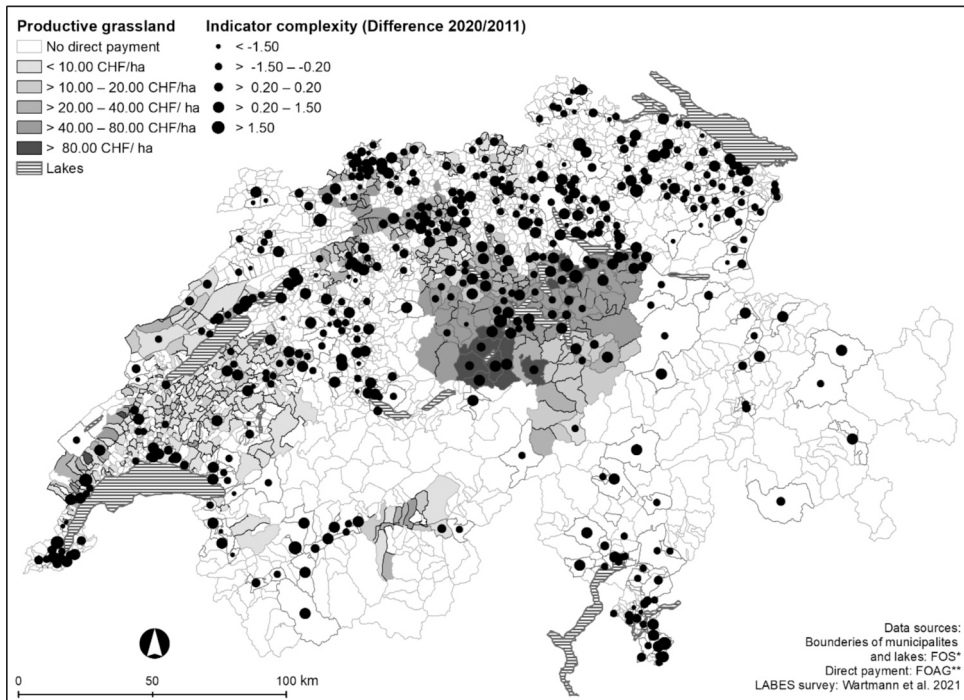 Productive grassland
No direct payment
< 10.00 CHF/ha
> 10.00 – 20.00 CHF/ha
> 20.00 – 40.00 CHF/ ha
> 40.00 – 80.00 CHF/ha
> 80.00 CHF/ ha
Lakes
Indicator complexity (Difference 2020/2011)
< -1.50
> -1.50 – -0.20
> 0.20 – 0.20
> 0.20 – 1.50
> 1.50
0 50 100 km
Data sources:
Bounderies of municipalites
and lakes: FOS*
Direct payment: FOAG**
LABES survey: Wartmann et al. 2021